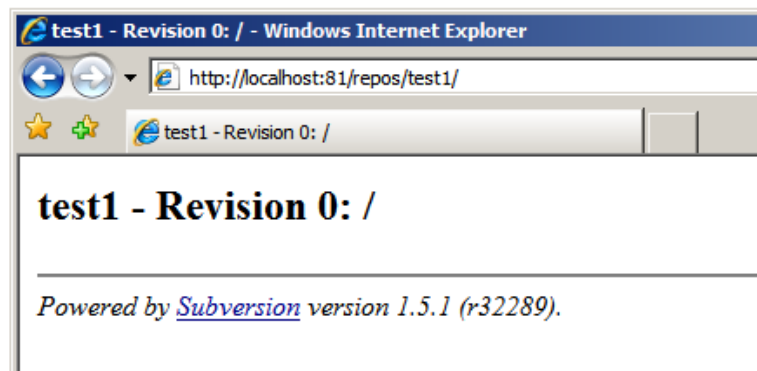 test1 - Revision 0: / - Windows Internet Explorer
http://localhost:81/repos/test1/
test1 - Revision 0: /
test1 - Revision 0: /
Powered by Subversion version 1.5.1 (r32289).